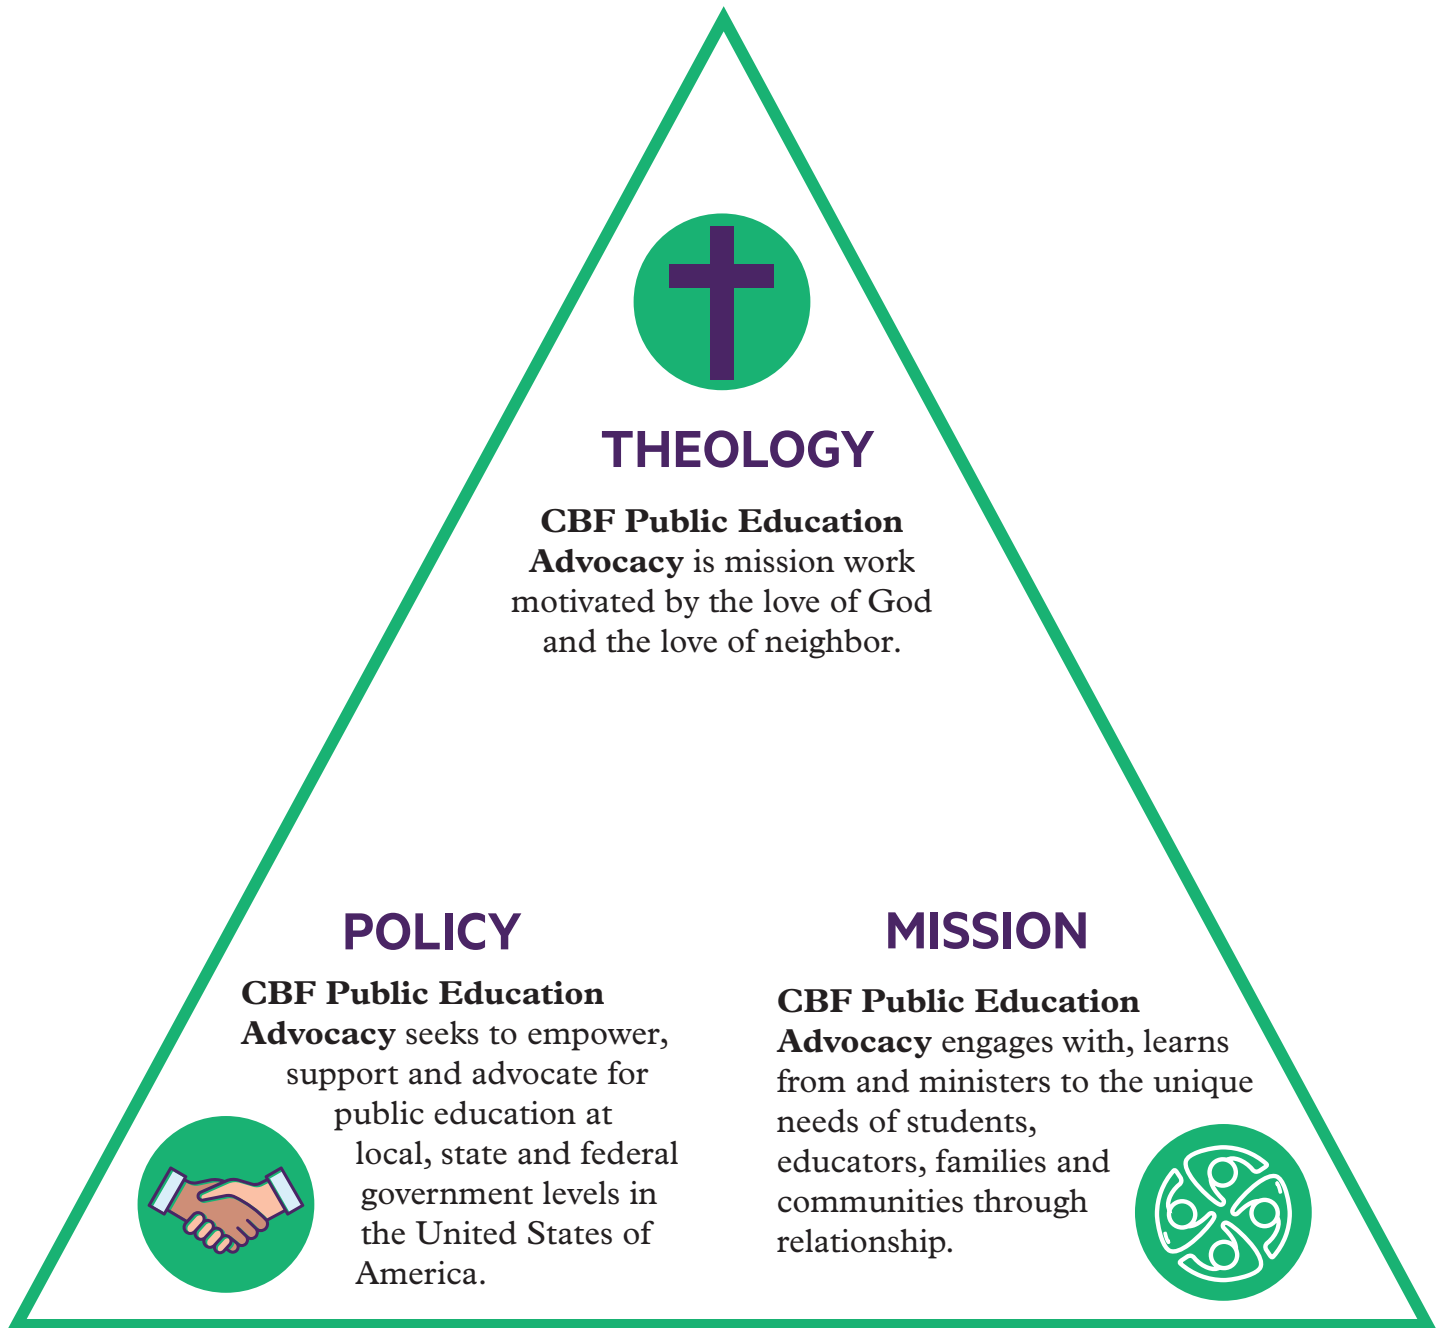 THEOLOGY
CBF Public Education
Advocacy is mission work
motivated by the love of God
and the love of neighbor.
POLICY
CBF Public Education
Advocacy seeks to empower,
support and advocate for
public education at
local, state and federal
government levels in
the United States of
America.
MISSION
CBF Public Education
Advocacy engages with, learns
from and ministers to the unique
needs of students,
educators, families and
communities through
relationship.